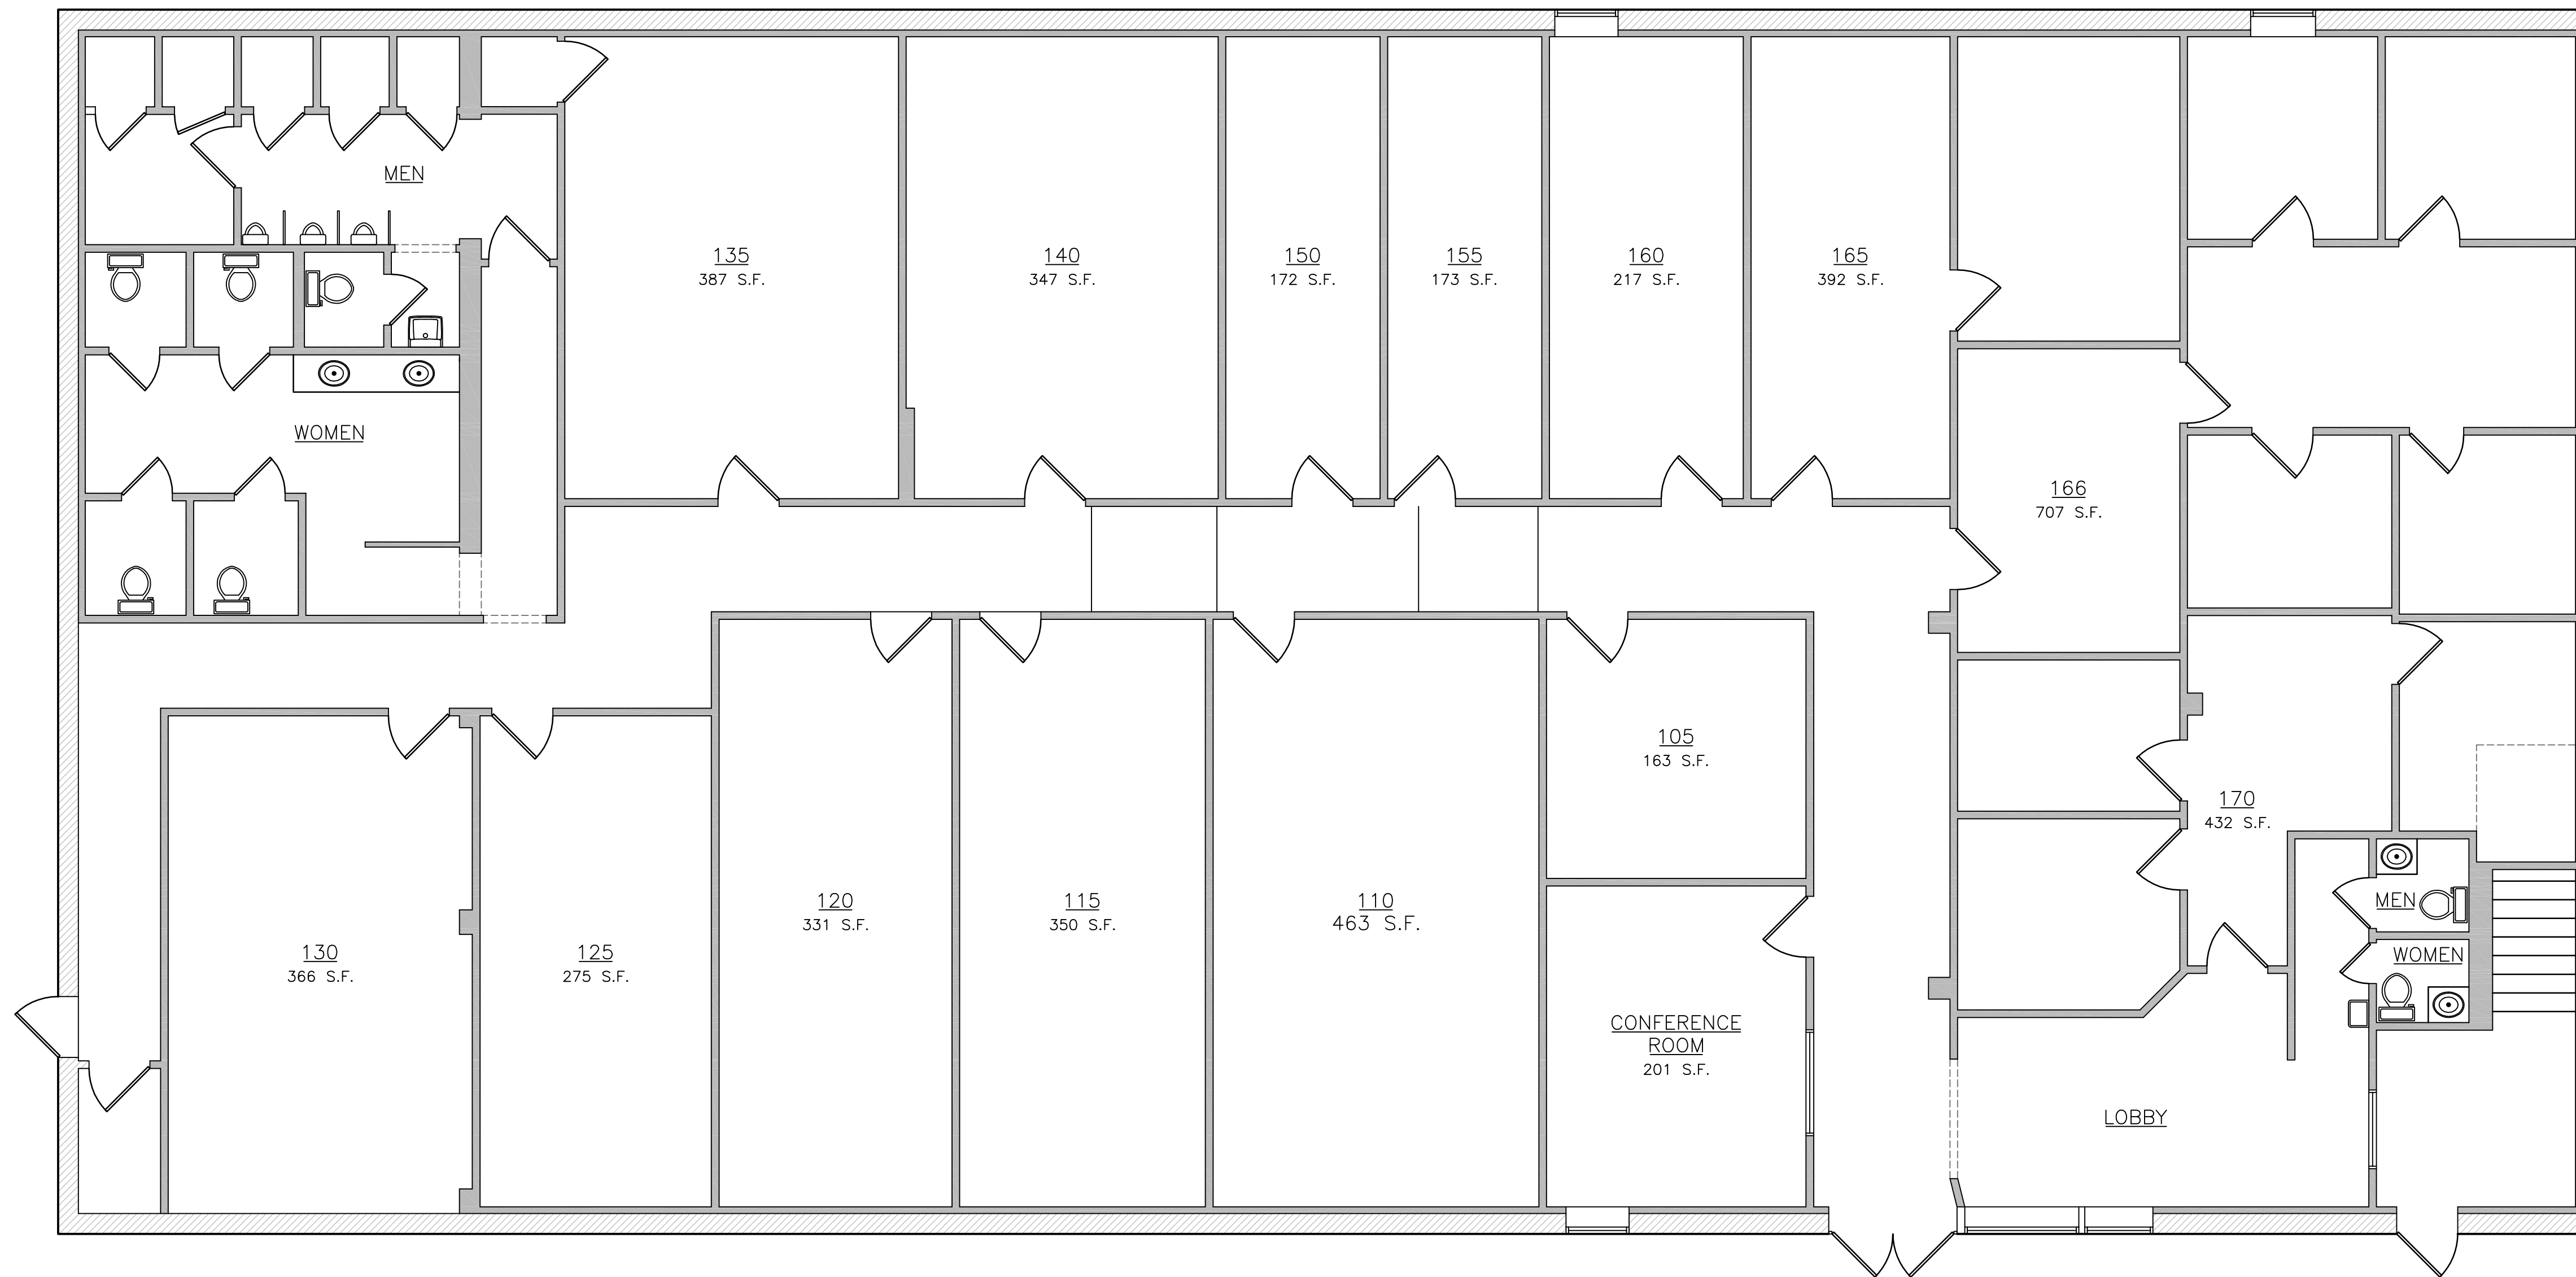 MEN
135
387 S.F.
140
347 S.F.
150
172 S.F.
155
173 S.F.
160
217 S.F.
165
392 S.F.
WOMEN
166
707 S.F.
105
163 S.F.
170
432 S.F.
130
366 S.F.
125
275 S.F.
120
331 S.F.
115
350 S.F.
110
463 S.F.
MEN
WOMEN
CONFERENCE
ROOM
201 S.F.
LOBBY